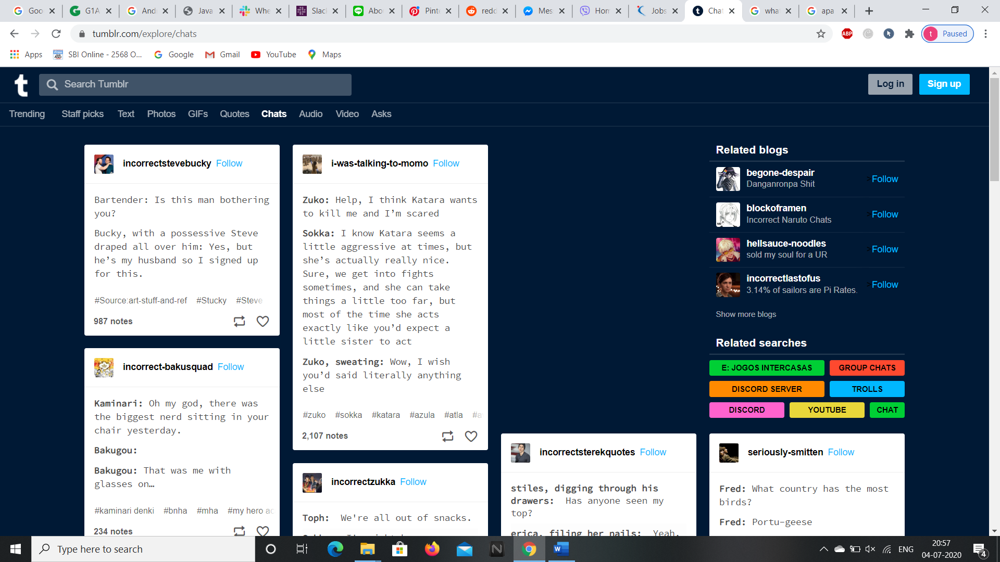 Goo
G1A
And
Java
Whe
Slac
Abo
Pinte
redd
Mes
Hom
Jobs
Chat
wha
apa
tumblr.com/explore/chats
ABP
t
Paused
Apps
SBI Online - 2568 O...
Google
Gmail
YouTube
Maps
t
Search Tumblr
Log in
Sign up
Trending
Staff picks
Text
Photos
GIFs
Quotes
Chats
Audio
Video
Asks
incorrectstevebucky Follow
Bartender: Is this man bothering
you?
Bucky, with a possessive Steve
draped all over him: Yes, but
he’s my husband so I signed up
for this.
#Source:art-stuff-and-ref #Stucky #Steve
987 notes
incorrect-bakusquad Follow
Kaminari: Oh my god, there was
the biggest nerd sitting in your
chair yesterday.
Bakugou:
Bakugou: That was me with
glasses on…
#kaminari denki #bnha #mha #my hero ac
234 notes
i-was-talking-to-momo Follow
Zuko: Help, I think Katara wants
to kill me and I’m scared
Sokka: I know Katara seems a
little aggressive at times, but
she’s actually really nice.
Sure, we get into fights
sometimes, and she can take
things a little too far, but
most of the time she acts
exactly like you’d expect a
little sister to act
Zuko, sweating: Wow, I wish
you’d said literally anything
else
#zuko #sokka #katara #azula #atla #a
2,107 notes
incorrectzukka Follow
Toph: We're all out of snacks.
incorrectsterekquotes Follow
stiles, digging through his
drawers: Has anyone seen my
top?
erica, filing her nails: Yeah.
Related blogs
begone-despair
Danganronpa Shit
Follow
blockoframen
Incorrect Naruto Chats
Follow
hellsauce-noodles
sold my soul for a UR
Follow
incorrectlastofus
3.14% of sailors are Pi Rates.
Follow
Show more blogs
Related searches
E: JOGOS INTERCASAS
GROUP CHATS
DISCORD SERVER
TROLLS
DISCORD
YOUTUBE
CHAT
seriously-smitten Follow
Fred: What country has the most
birds?
Fred: Portu-geese
Type here to search
ENG
20:57
04-07-2020
4